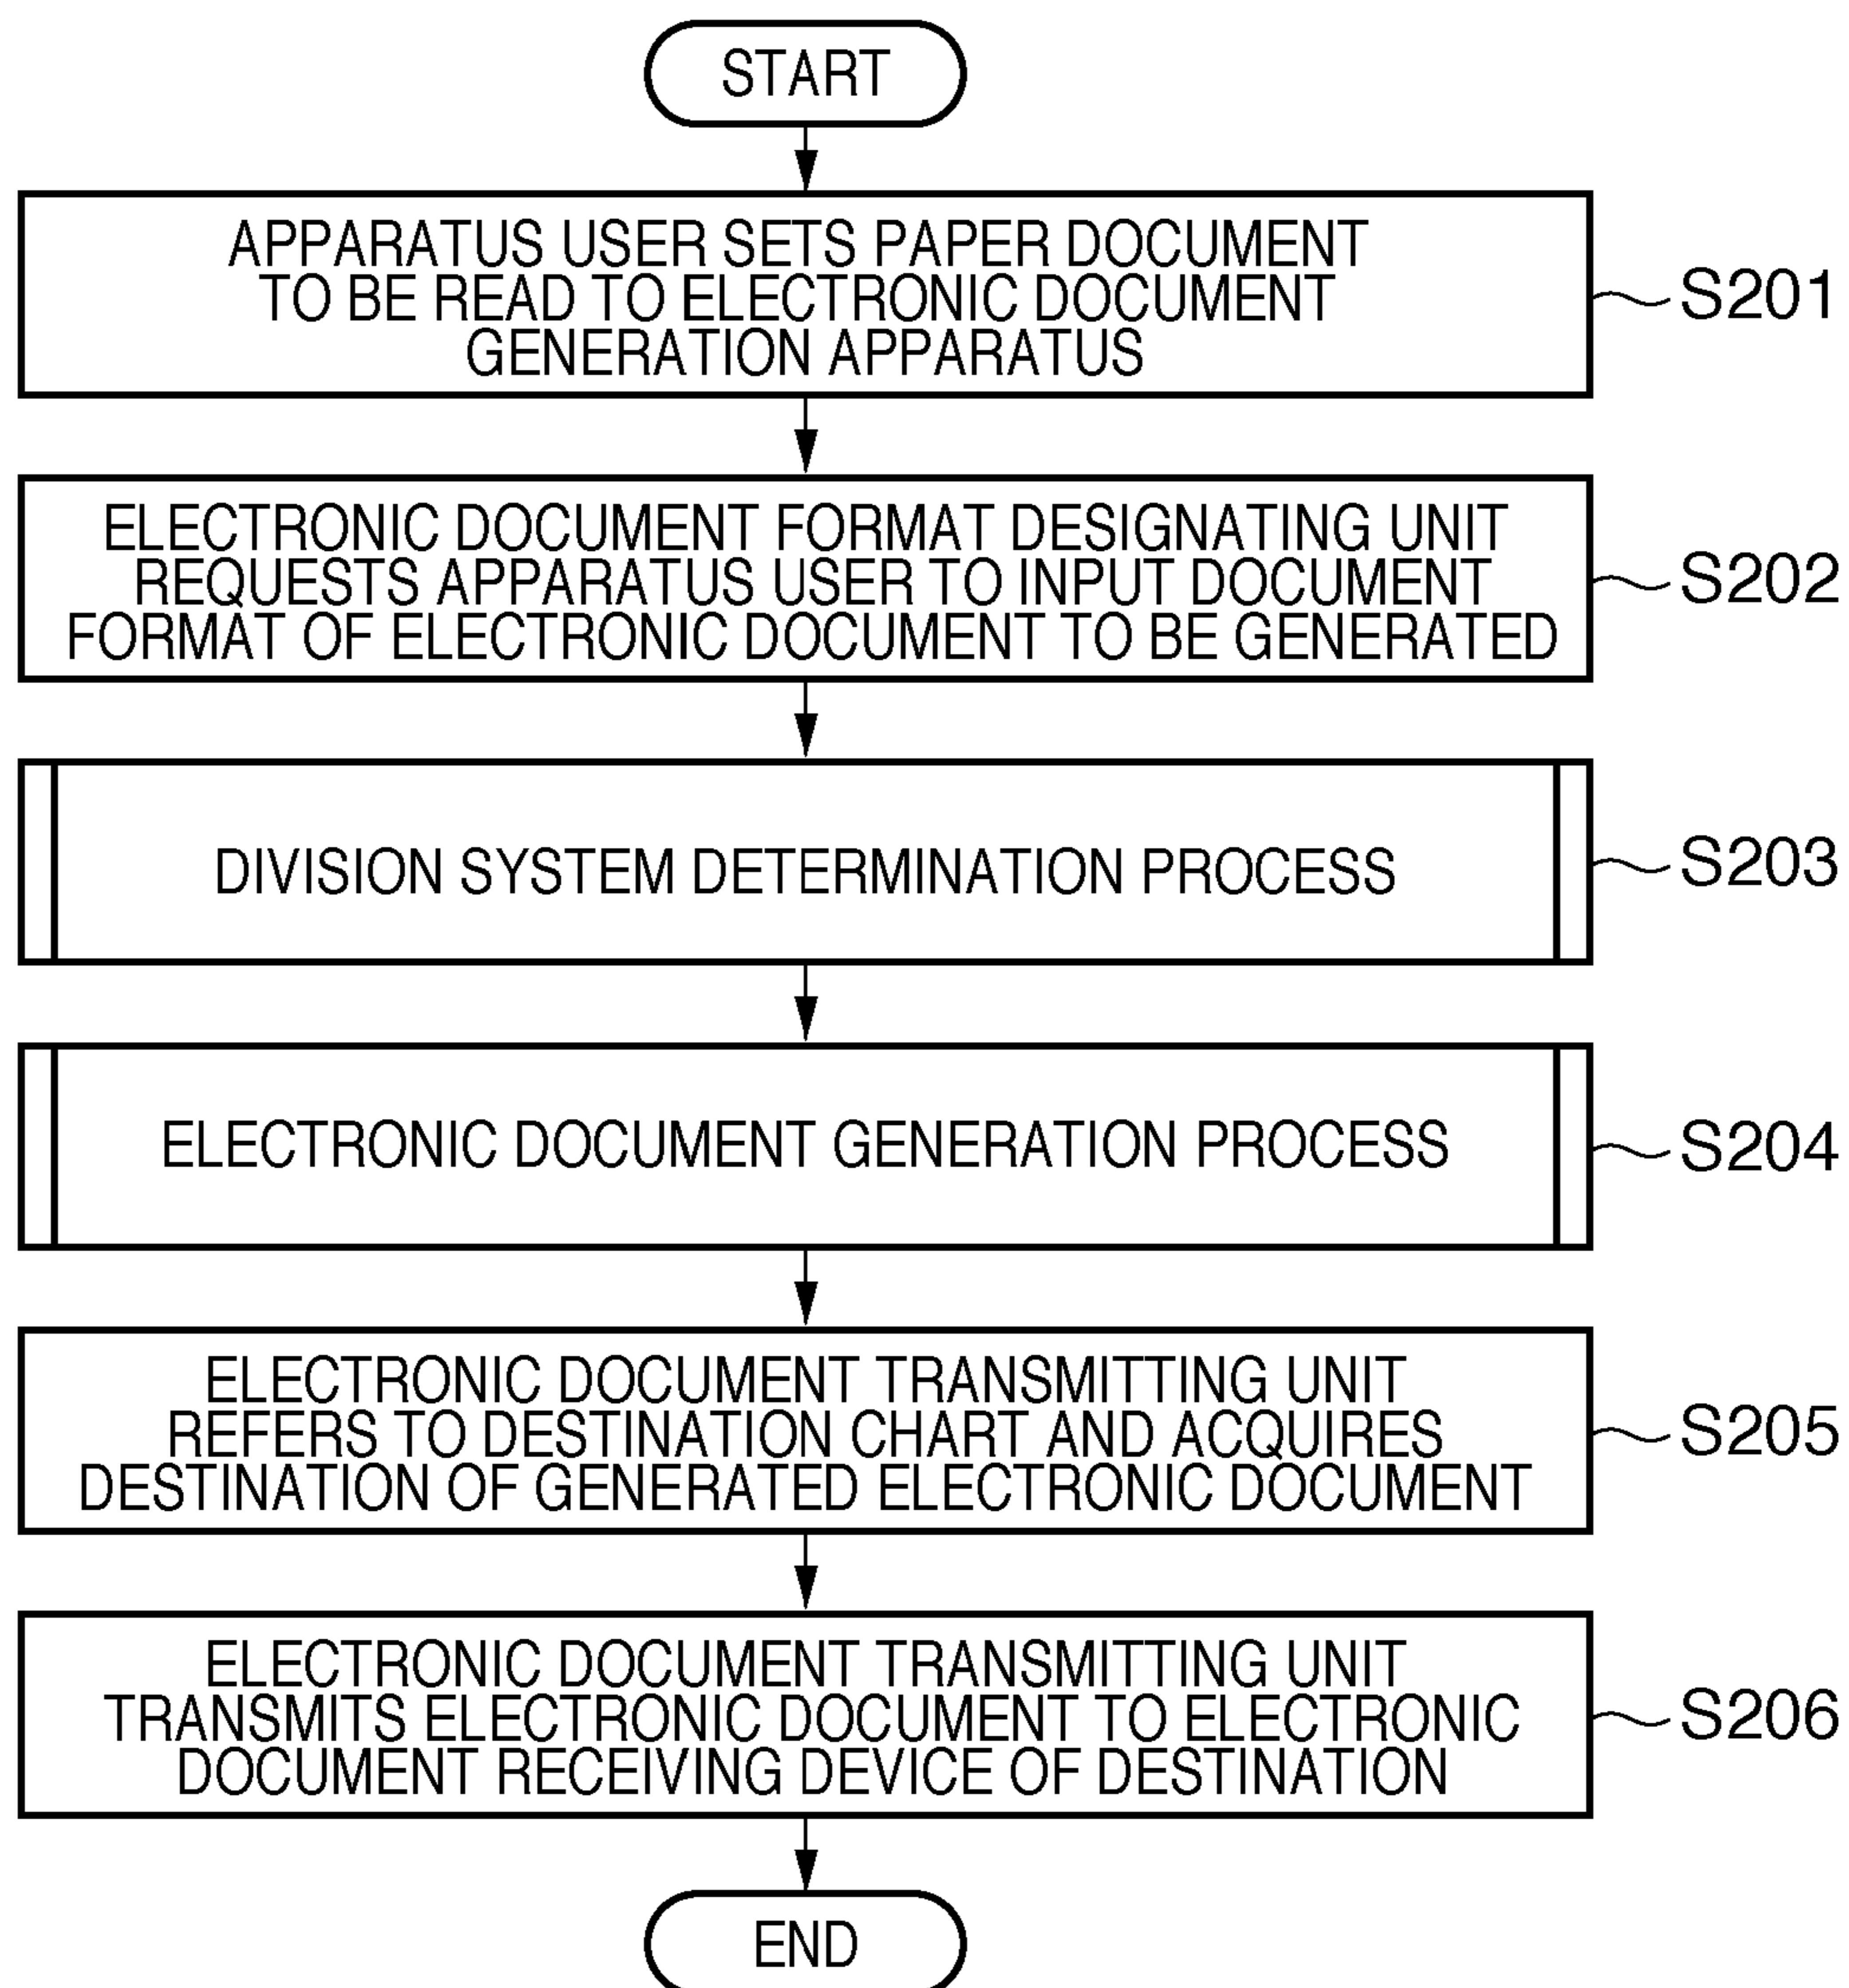 START
APPARATUS USER SETS PAPER DOCUMENT
TO BE READ TO ELECTRONIC DOCUMENT
GENERATION APPARATUS
S201
ELECTRONIC DOCUMENT FORMAT DESIGNATING UNIT
REQUESTS APPARATUS USER TO INPUT DOCUMENT
FORMAT OF ELECTRONIC DOCUMENT TO BE GENERATED
S202
DIVISION SYSTEM DETERMINATION PROCESS
S203
ELECTRONIC DOCUMENT GENERATION PROCESS
S204
ELECTRONIC DOCUMENT TRANSMITTING UNIT
REFERS TO DESTINATION CHART AND ACQUIRES
DESTINATION OF GENERATED ELECTRONIC DOCUMENT
S205
ELECTRONIC DOCUMENT TRANSMITTING UNIT
TRANSMITS ELECTRONIC DOCUMENT TO ELECTRONIC
DOCUMENT RECEIVING DEVICE OF DESTINATION
S206
END